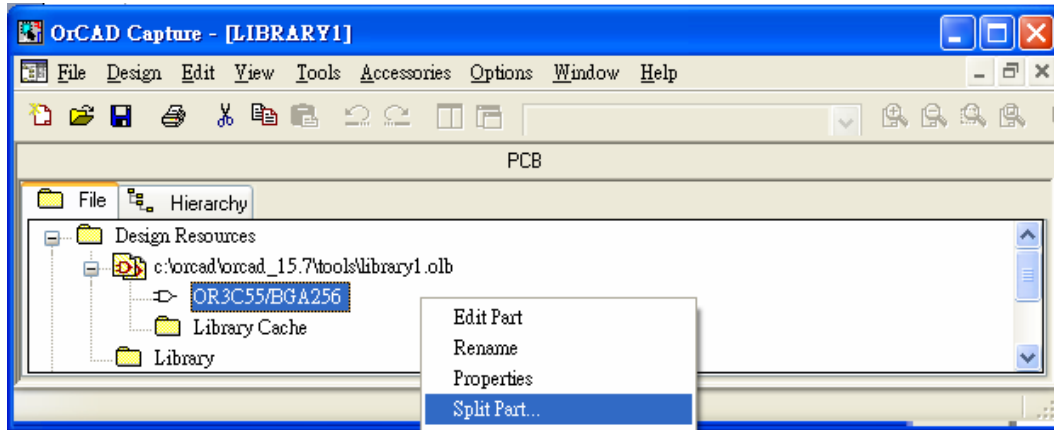 OrCAD Capture - [LIBRARY1]
File Design Edit View Tools Accessories Options Window Help
PCB
File Hierarchy
Design Resources
c:\orcad\orcad_15.7\tools\library1.olb
OR3C55/BGA256
Library Cache
Library
Edit Part
Rename
Properties
Split Part...